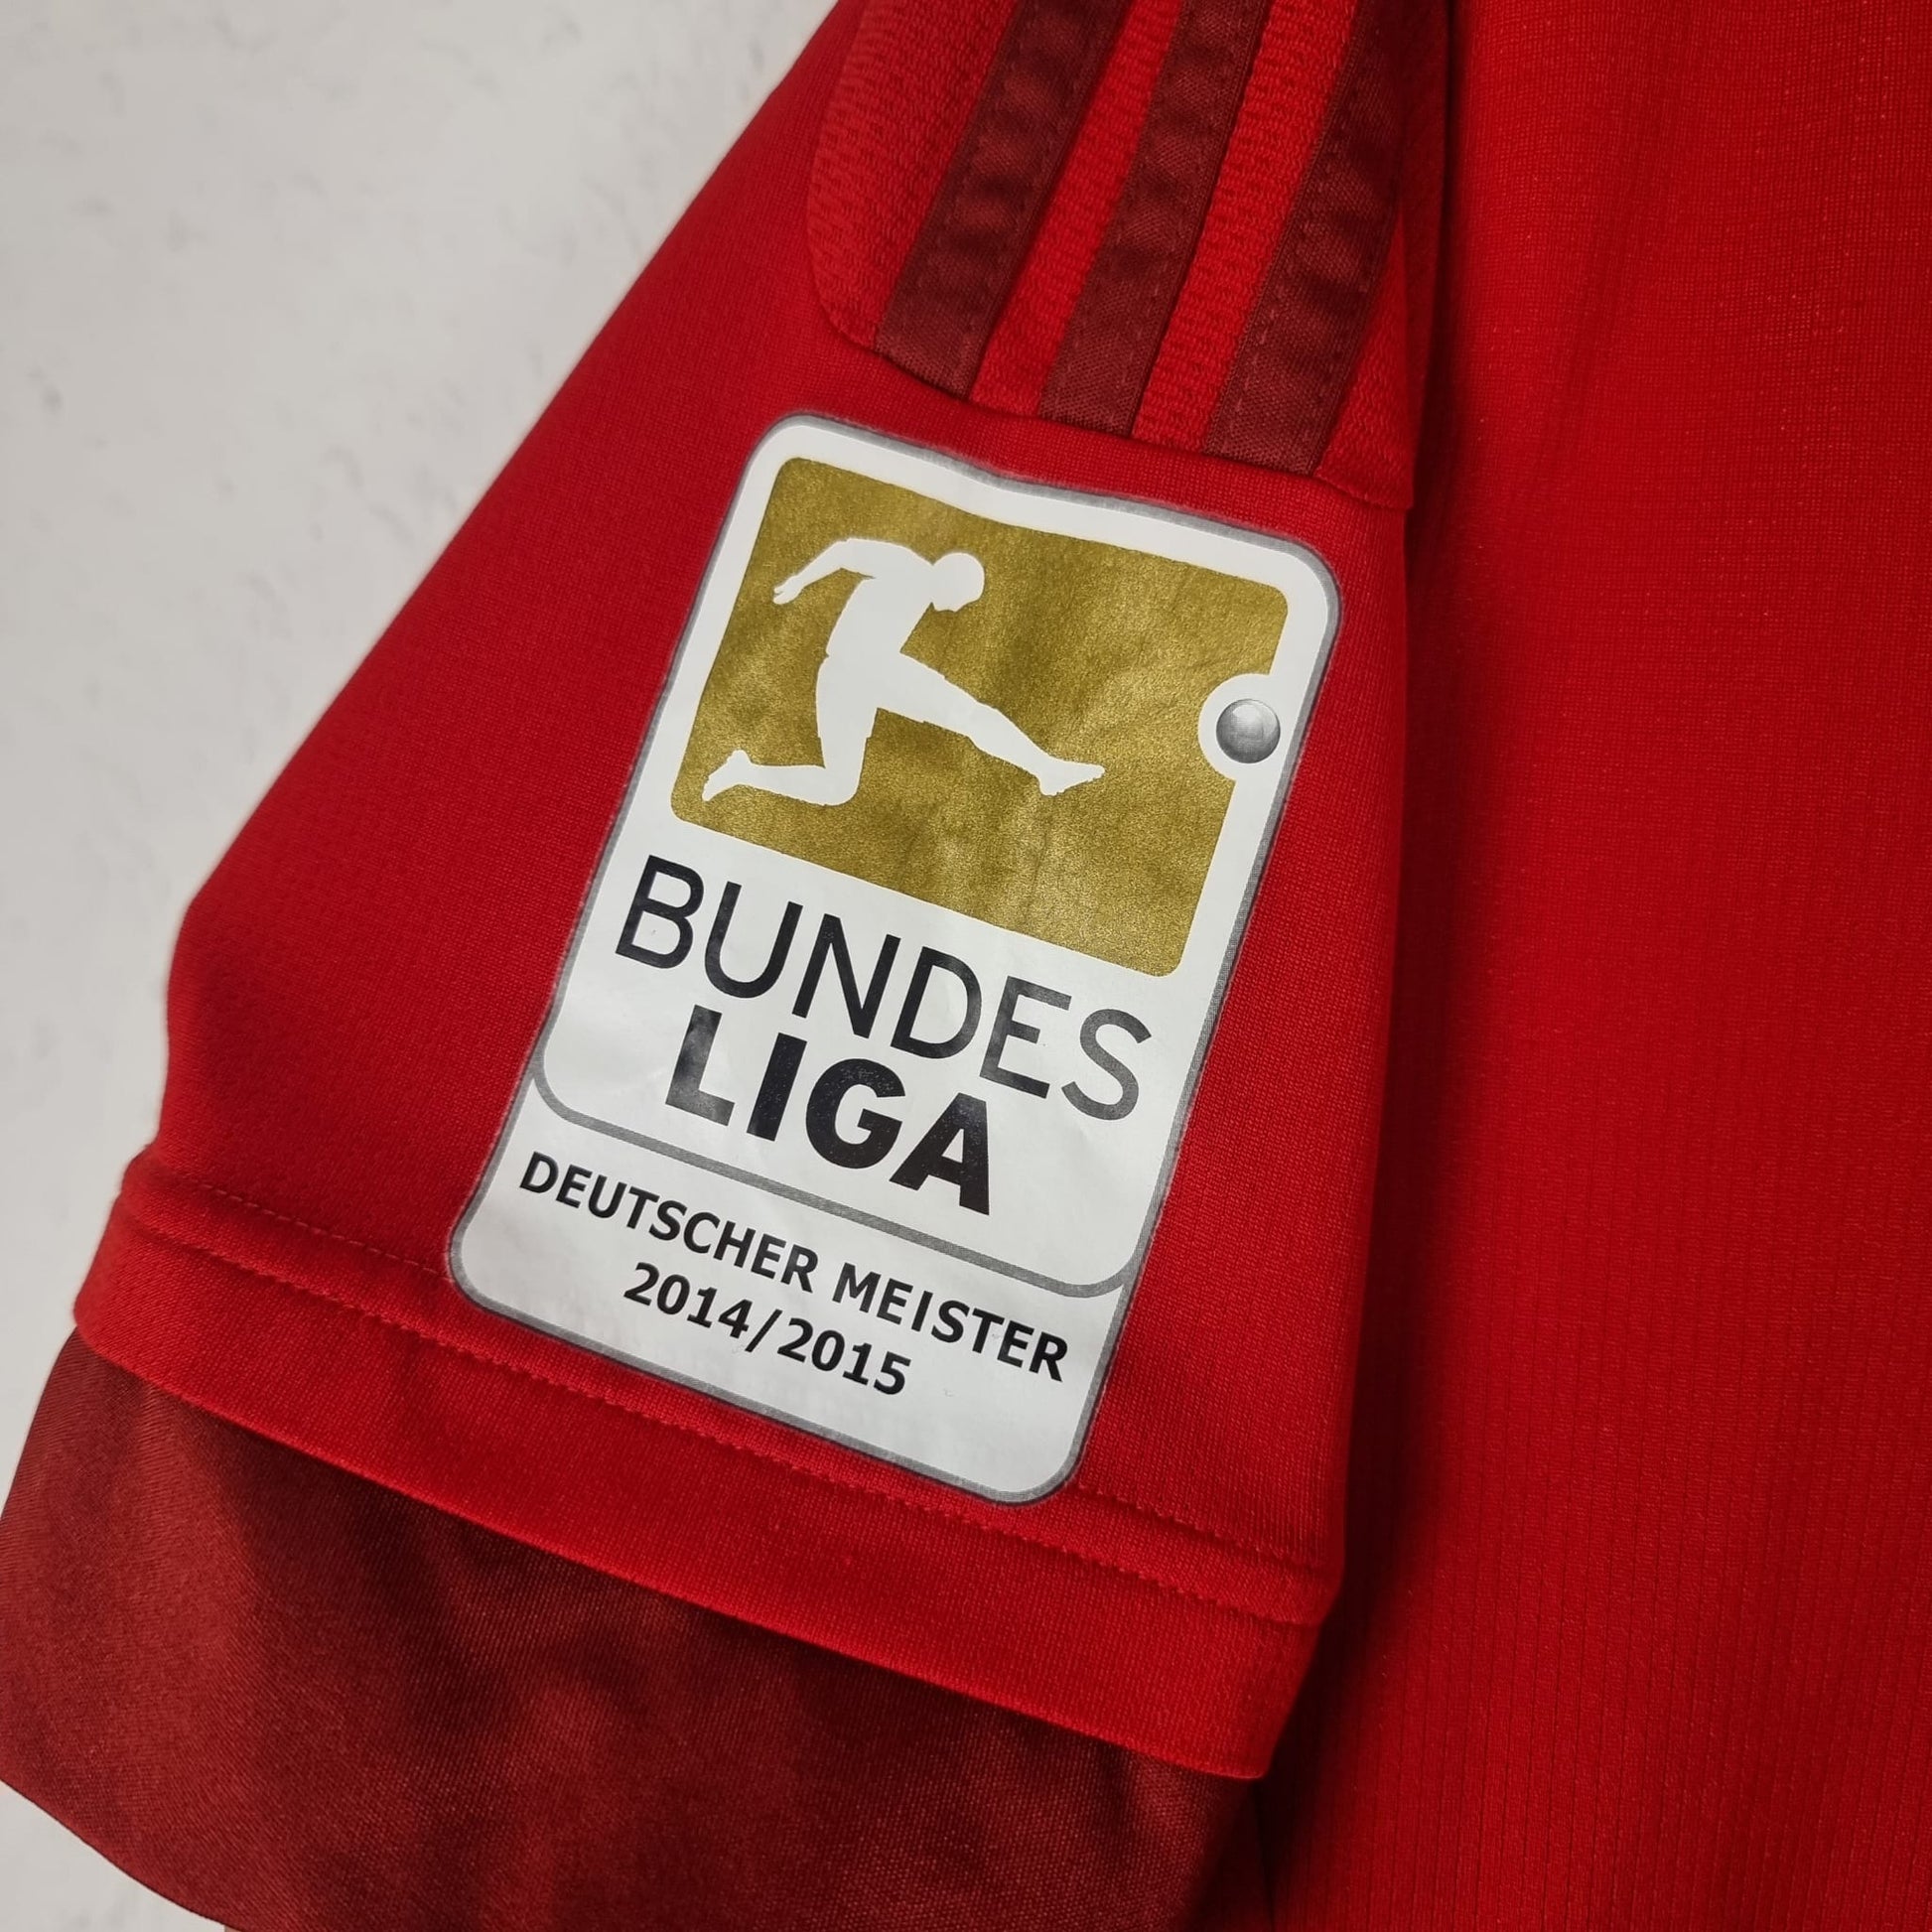 BUNDES
LIGA
DEUTSCHER MEISTER
2014/2015